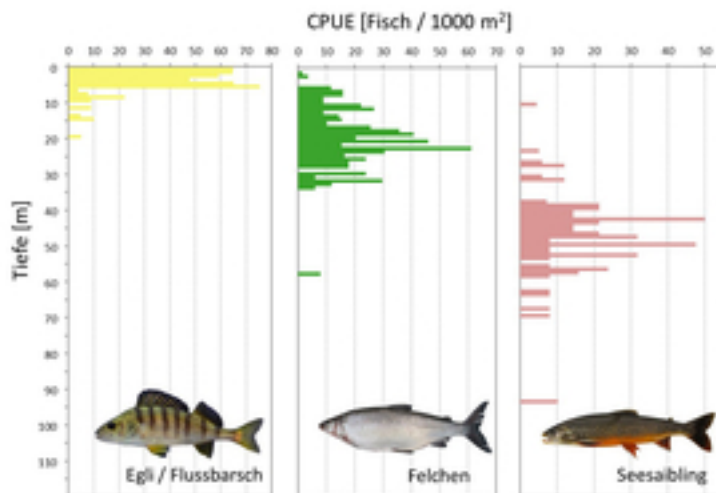 CPUE [Fisch / 1000 m²]
0 10 20 30 40 50 60 70 80
0 10 20 30 40 50 60 70
0 10 20 30 40 50
Tiefe [m]
0
10
20
30
40
50
60
70
80
90
100
110
Egli / Flussbarsch
Felchen
Seesaibling